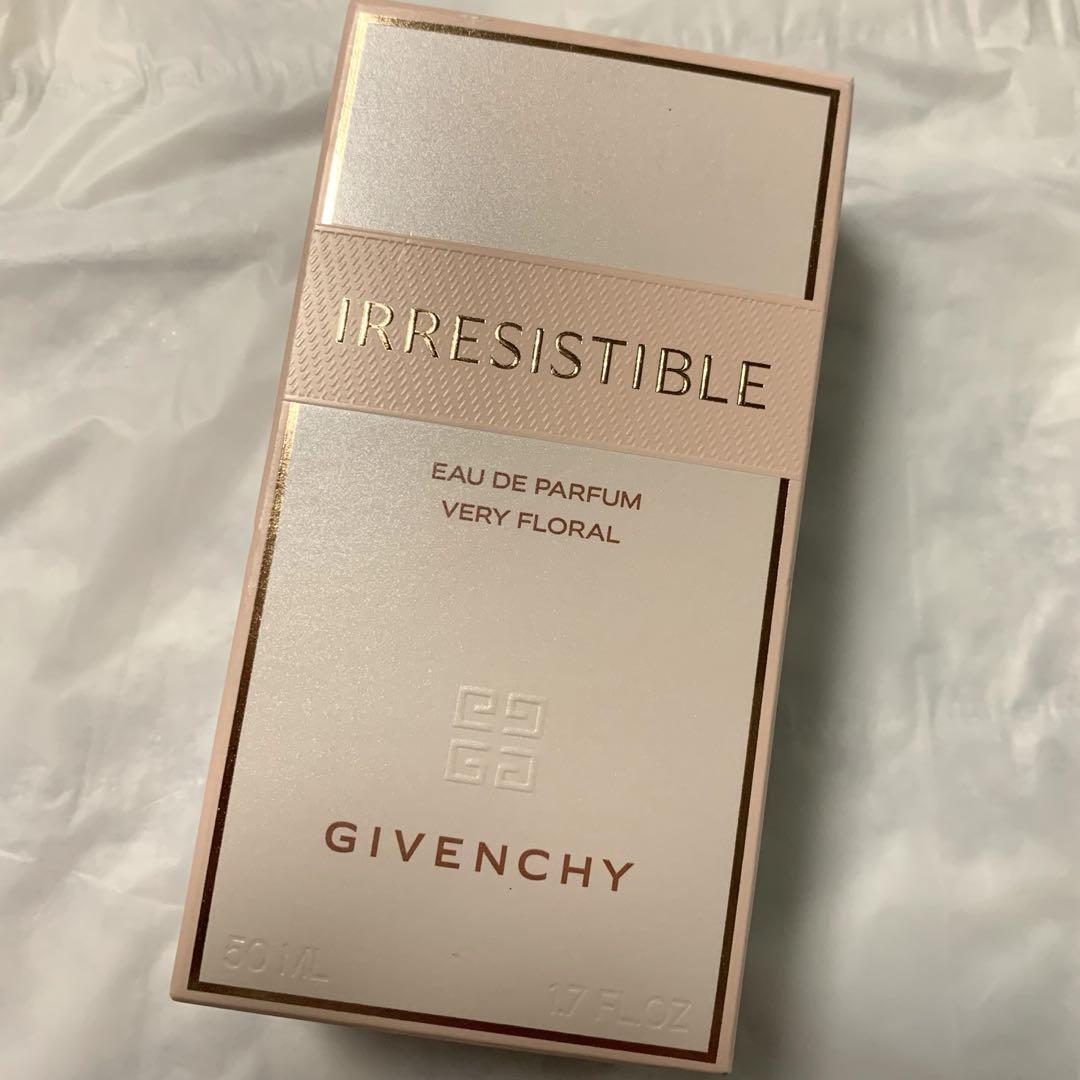 IRRESISTIBLE
EAU DE PARFUM
VERY FLORAL
GIVENCHY
50 ML
1.7 FL.OZ